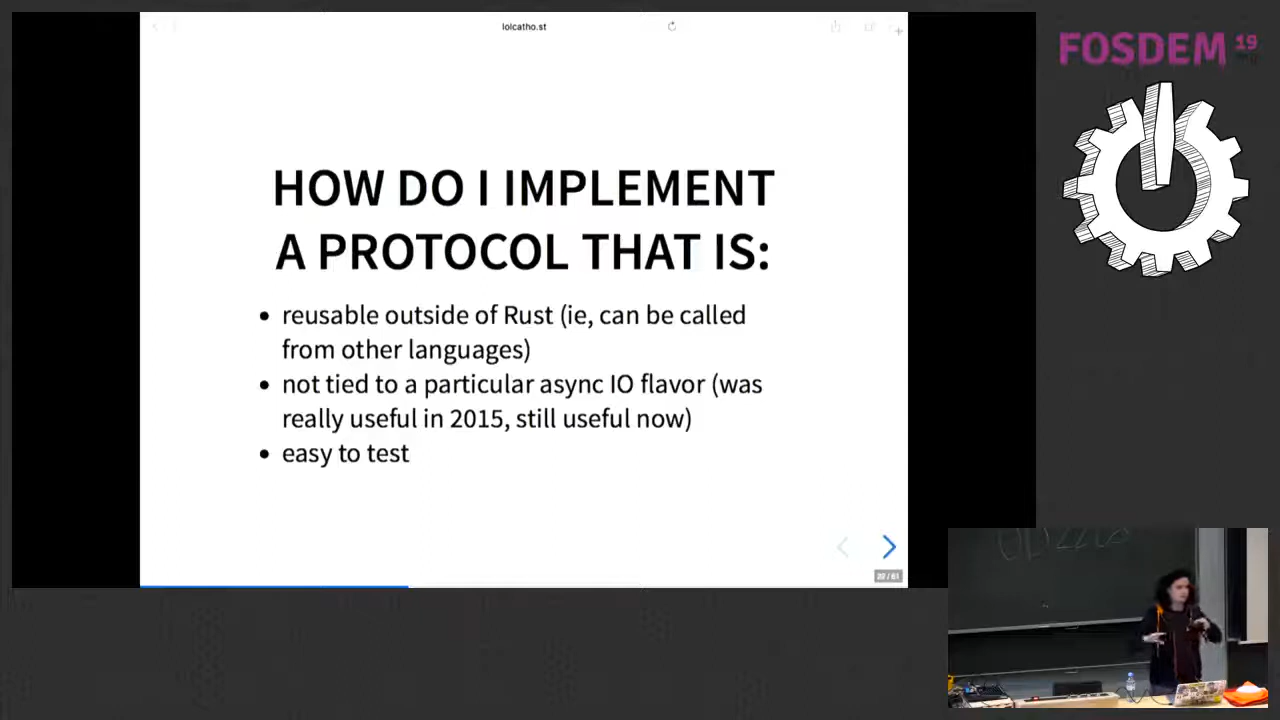 lolcatho.st
FOSDEM 19
HOW DO I IMPLEMENT
A PROTOCOL THAT IS:
reusable outside of Rust (ie, can be called
from other languages)
not tied to a particular async IO flavor (was
really useful in 2015, still useful now)
easy to test